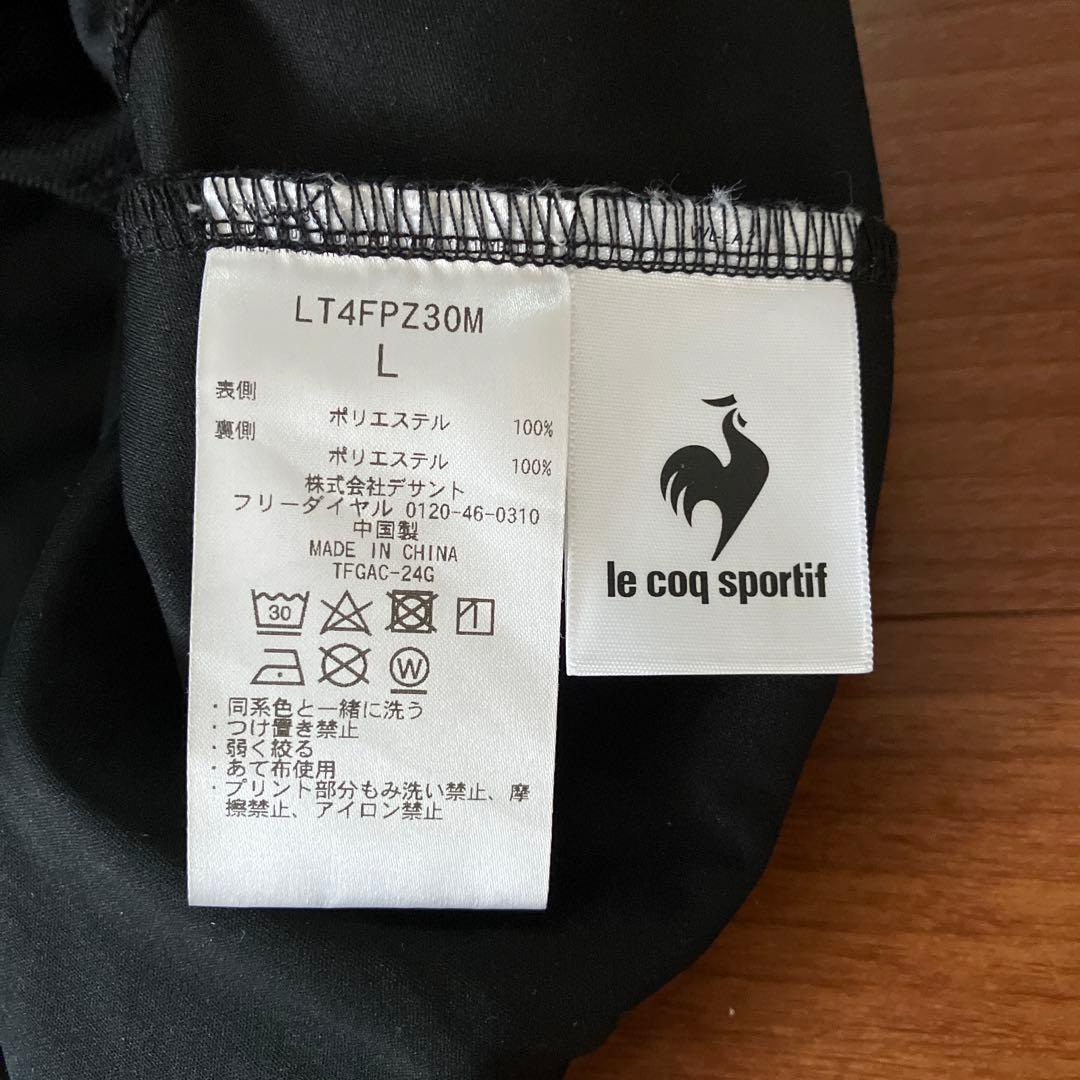 LT4FPZ30M
L
表側
ポリエステル 100%
裏側
ポリエステル 100%
株式会社デサント
フリーダイヤル 0120-46-0310
中国製
MADE IN CHINA
TFGAC-24G
30
W
・同系色と一緒に洗う
・つけ置き禁止
・弱く絞る
・あて布使用
・プリント部分もみ洗い禁止、摩
擦禁止、アイロン禁止
le coq sportif